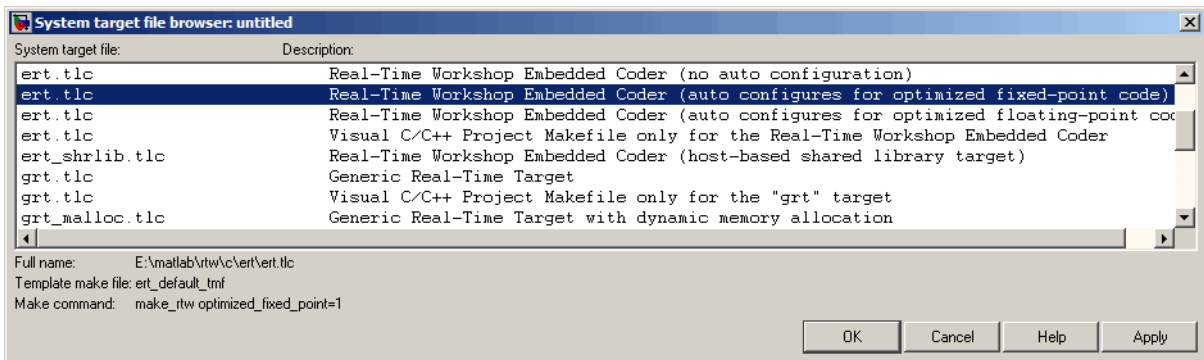 System target file browser: untitled
System target file: Description:
ert.tlc Real-Time Workshop Embedded Coder (no auto configuration)
ert.tlc Real-Time Workshop Embedded Coder (auto configures for optimized fixed-point code)
ert.tlc Real-Time Workshop Embedded Coder (auto configures for optimized floating-point
ert.tlc Visual C/C++ Project Makefile only for the Real-Time Workshop Embedded Coder
ert_shrlib.tlc Real-Time Workshop Embedded Coder (host-based shared library target)
grt.tlc Generic Real-Time Target
grt.tlc Visual C/C++ Project Makefile only for the "grt" target
grt_malloc.tlc Generic Real-Time Target with dynamic memory allocation
Full name: E:\matlab\rtw\c\ert\ert.tlc
Template make file: ert_default_tmf
Make command: make_rtw optimized_fixed_point=1
OK Cancel Help Apply